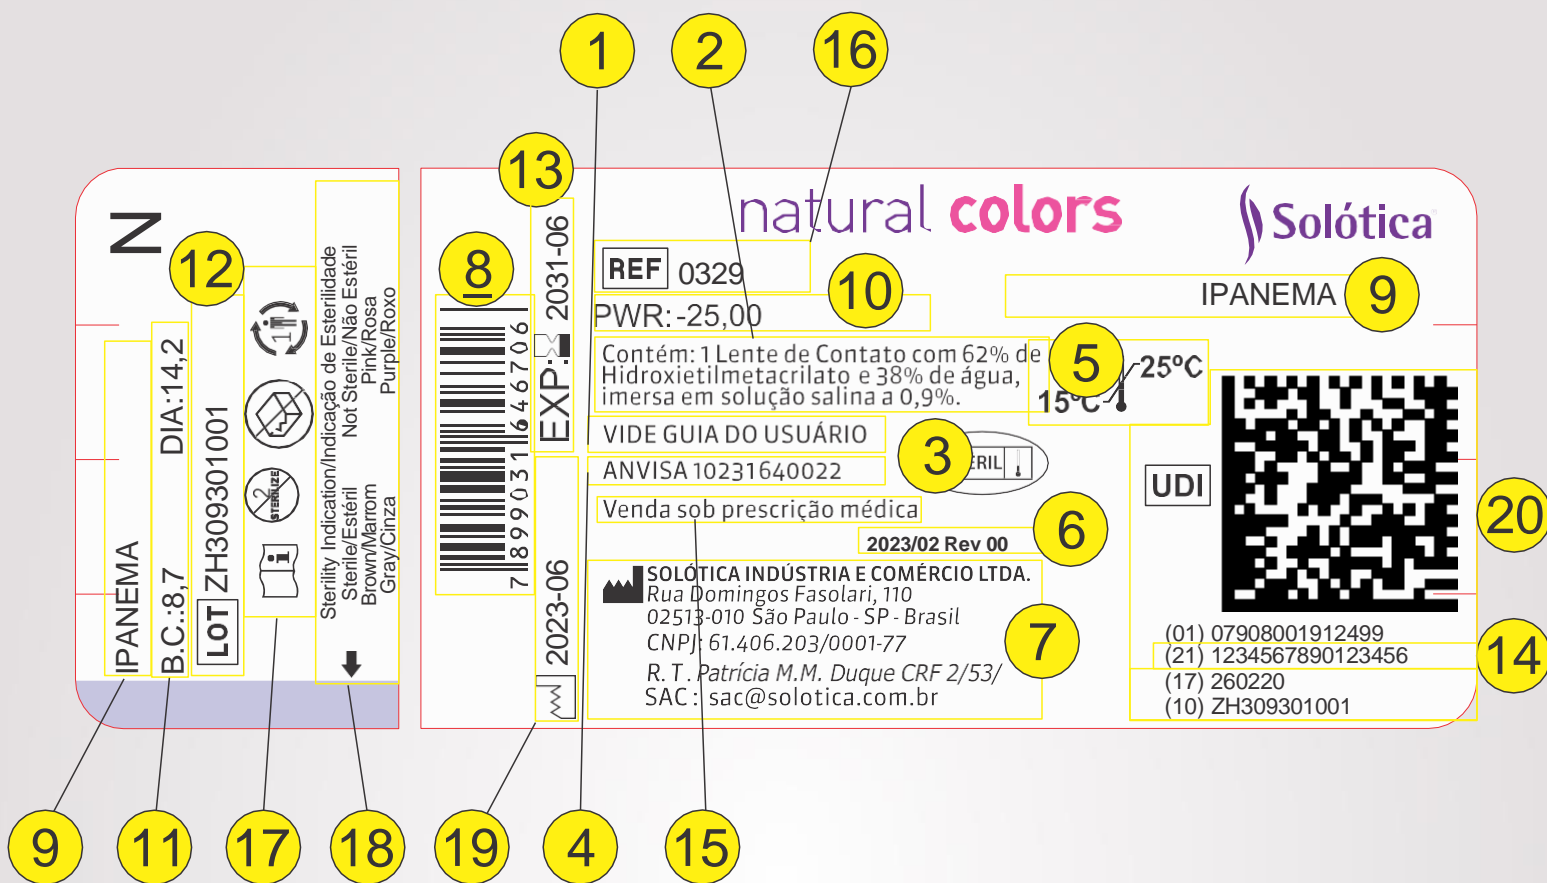 1
2
16
13
12
8
10
9
5
3
6
7
20
14
9
11
17
18
19
4
15
N
IPANEMA
B.C.:8,7 DIA:14,2
LOT ZH309301001
2
STERILIZE
1
i
Sterility Indication/Indicação de Esterilidade
Sterile/Estéril Not Sterile/Não Estéril
Brown/Marrom Pink/Rosa
Gray/Cinza Purple/Roxo
7 899031 646706
EXP: 2031-06
2023-06
natural colors
Solótica
REF 0329
IPANEMA
PWR: -25,00
Contém: 1 Lente de Contato com 62% de
Hidroxietilmetacrilato e 38% de água,
imersa em solução salina a 0,9%.
15ºC 25ºC
VIDE GUIA DO USUÁRIO
ANVISA 10231640022
Venda sob prescrição médica
2023/02 Rev 00
SOLÓTICA INDÚSTRIA E COMÉRCIO LTDA.
Rua Domingos Fasolari, 110
02513-010 São Paulo - SP - Brasil
CNPJ: 61.406.203/0001-77
R. T. Patrícia M.M. Duque CRF 2/53/
SAC : sac@solotica.com.br
UDI
(01) 07908001912499
(21) 1234567890123456
(17) 260220
(10) ZH309301001